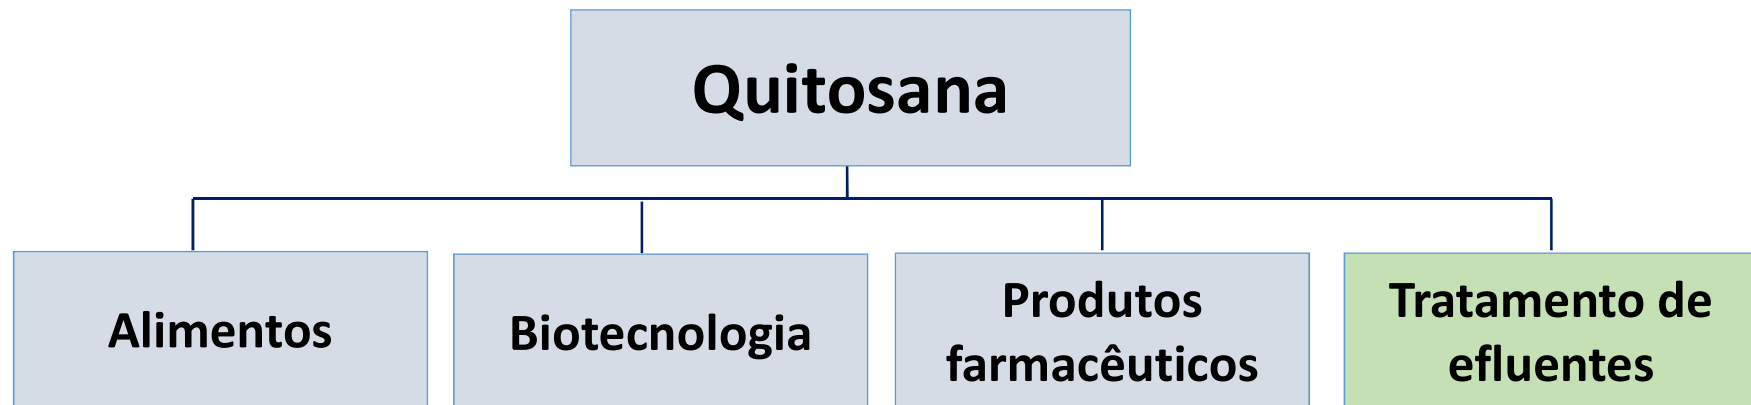 Quitosana
Alimentos
Biotecnologia
Produtos
farmacêuticos
Tratamento de
efluentes